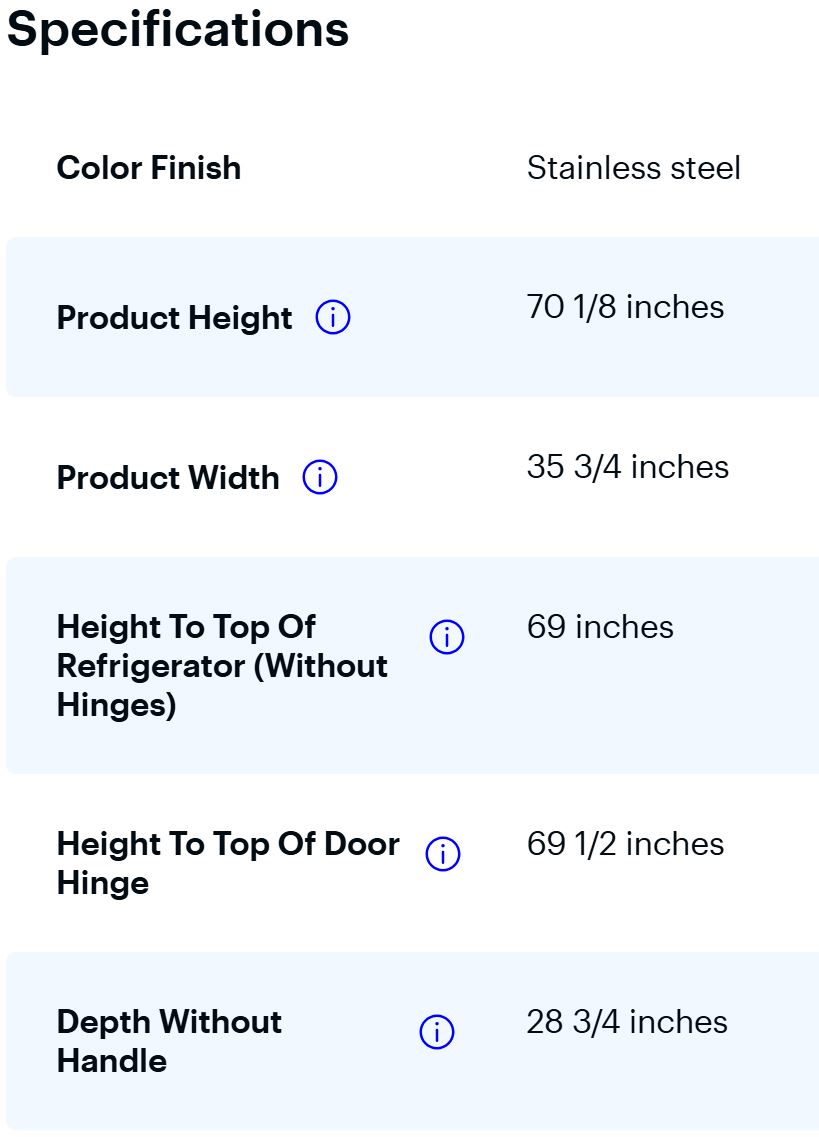 Specifications
Color Finish
Stainless steel
Product Height
70 1/8 inches
Product Width
35 3/4 inches
Height To Top Of
Refrigerator (Without
Hinges)
69 inches
Height To Top Of Door
Hinge
69 1/2 inches
Depth Without
Handle
28 3/4 inches